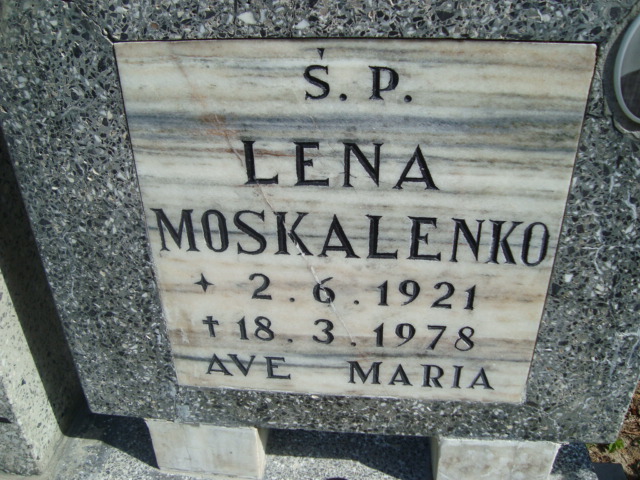 Ś. P.
LENA
MOSKALENKO
✦ 2.6.1921
✝ 18.3.1978
AVE MARIA